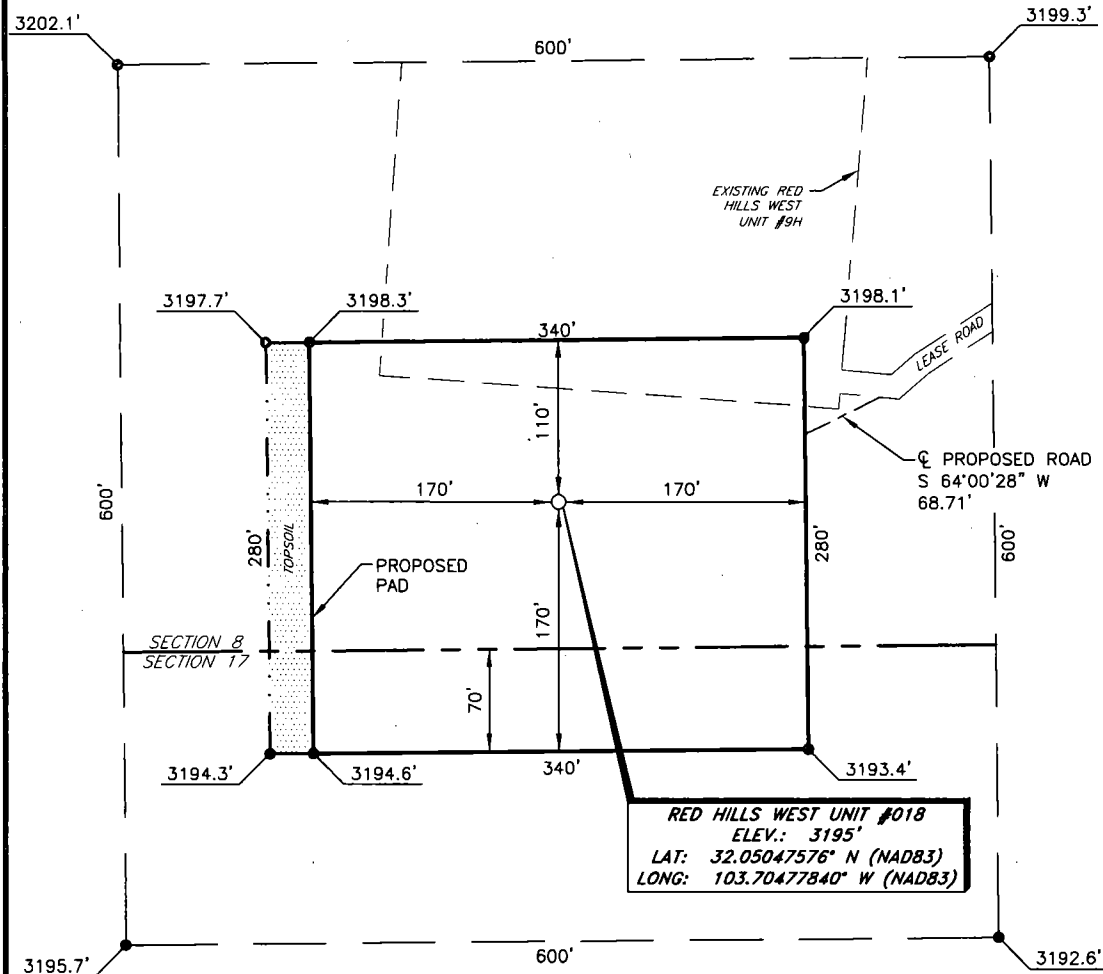 3202.1'
3199.3'
600'
EXISTING RED
HILLS WEST
UNIT #9H
3197.7'
3198.3'
3198.1'
340'
LEASE ROAD
110'
℄ PROPOSED ROAD
S 64°00'28" W
68.71'
170'
170'
600'
280'
TOPSOIL
280'
600'
PROPOSED
PAD
170'
SECTION 8
SECTION 17
70'
3194.3'
3194.6'
340'
3193.4'
RED HILLS WEST UNIT #018
ELEV.: 3195'
LAT: 32.05047576° N (NAD83)
LONG: 103.70477840° W (NAD83)
3195.7'
600'
3192.6'